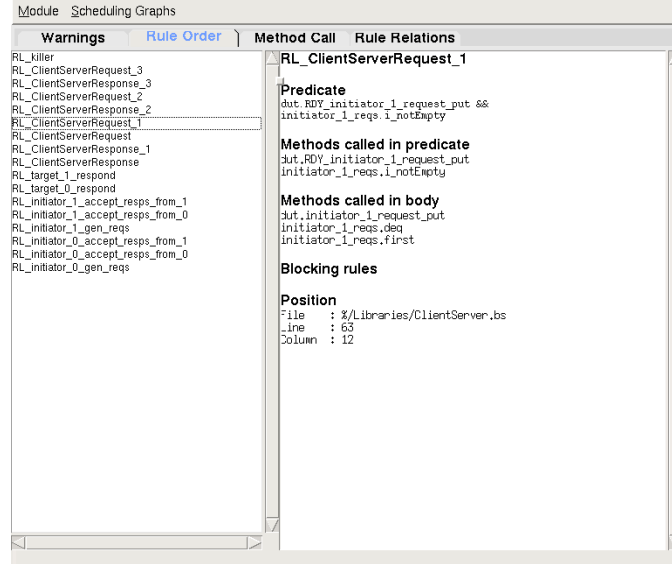 Module Scheduling Graphs
Warnings Rule Order Method Call Rule Relations
RL_killer
RL_ClientServerRequest_3
RL_ClientServerResponse_3
RL_ClientServerRequest_2
RL_ClientServerResponse_2
RL_ClientServerRequest_1
RL_ClientServerRequest
RL_ClientServerResponse_1
RL_ClientServerResponse
RL_target_1_respond
RL_target_0_respond
RL_initiator_1_accept_resps_from_1
RL_initiator_1_accept_resps_from_0
RL_initiator_1_gen_reqs
RL_initiator_0_accept_resps_from_1
RL_initiator_0_accept_resps_from_0
RL_initiator_0_gen_reqs
RL_ClientServerRequest_1
Predicate
dut.RDY_initiator_1_request_put &&
initiator_1_reqs.i_notEmpty
Methods called in predicate
dut.RDY_initiator_1_request_put
initiator_1_reqs.i_notEmpty
Methods called in body
dut.initiator_1_request_put
initiator_1_reqs.deq
initiator_1_reqs.first
Blocking rules
Position
File : %/Libraries/ClientServer.bs
Line : 63
Column : 12